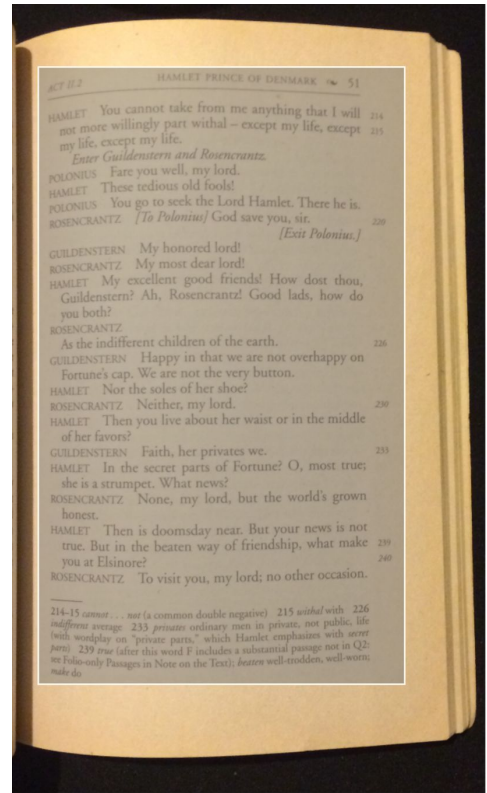 ACT II.2 HAMLET PRINCE OF DENMARK 51
HAMLET You cannot take from me anything that I will 214
not more willingly part withal – except my life, except 215
my life, except my life.
Enter Guildenstern and Rosencrantz.
POLONIUS Fare you well, my lord.
HAMLET These tedious old fools!
POLONIUS You go to seek the Lord Hamlet. There he is.
ROSENCRANTZ [To Polonius] God save you, sir. 220
[Exit Polonius.]
GUILDENSTERN My honored lord!
ROSENCRANTZ My most dear lord!
HAMLET My excellent good friends! How dost thou,
Guildenstern? Ah, Rosencrantz! Good lads, how do
you both?
ROSENCRANTZ
As the indifferent children of the earth. 226
GUILDENSTERN Happy in that we are not overhappy on
Fortune's cap. We are not the very button.
HAMLET Nor the soles of her shoe?
ROSENCRANTZ Neither, my lord. 230
HAMLET Then you live about her waist or in the middle
of her favors?
GUILDENSTERN Faith, her privates we. 233
HAMLET In the secret parts of Fortune? O, most true;
she is a strumpet. What news?
ROSENCRANTZ None, my lord, but the world's grown
honest.
HAMLET Then is doomsday near. But your news is not
true. But in the beaten way of friendship, what make 239
you at Elsinore? 240
ROSENCRANTZ To visit you, my lord; no other occasion.
214–15 cannot . . . not (a common double negative) 215 withal with 226
indifferent average 233 privates ordinary men in private, not public, life
(with wordplay on "private parts," which Hamlet emphasizes with secret
parts) 239 true (after this word F includes a substantial passage not in Q2:
see Folio-only Passages in Note on the Text); beaten well-trodden, well-worn;
make do